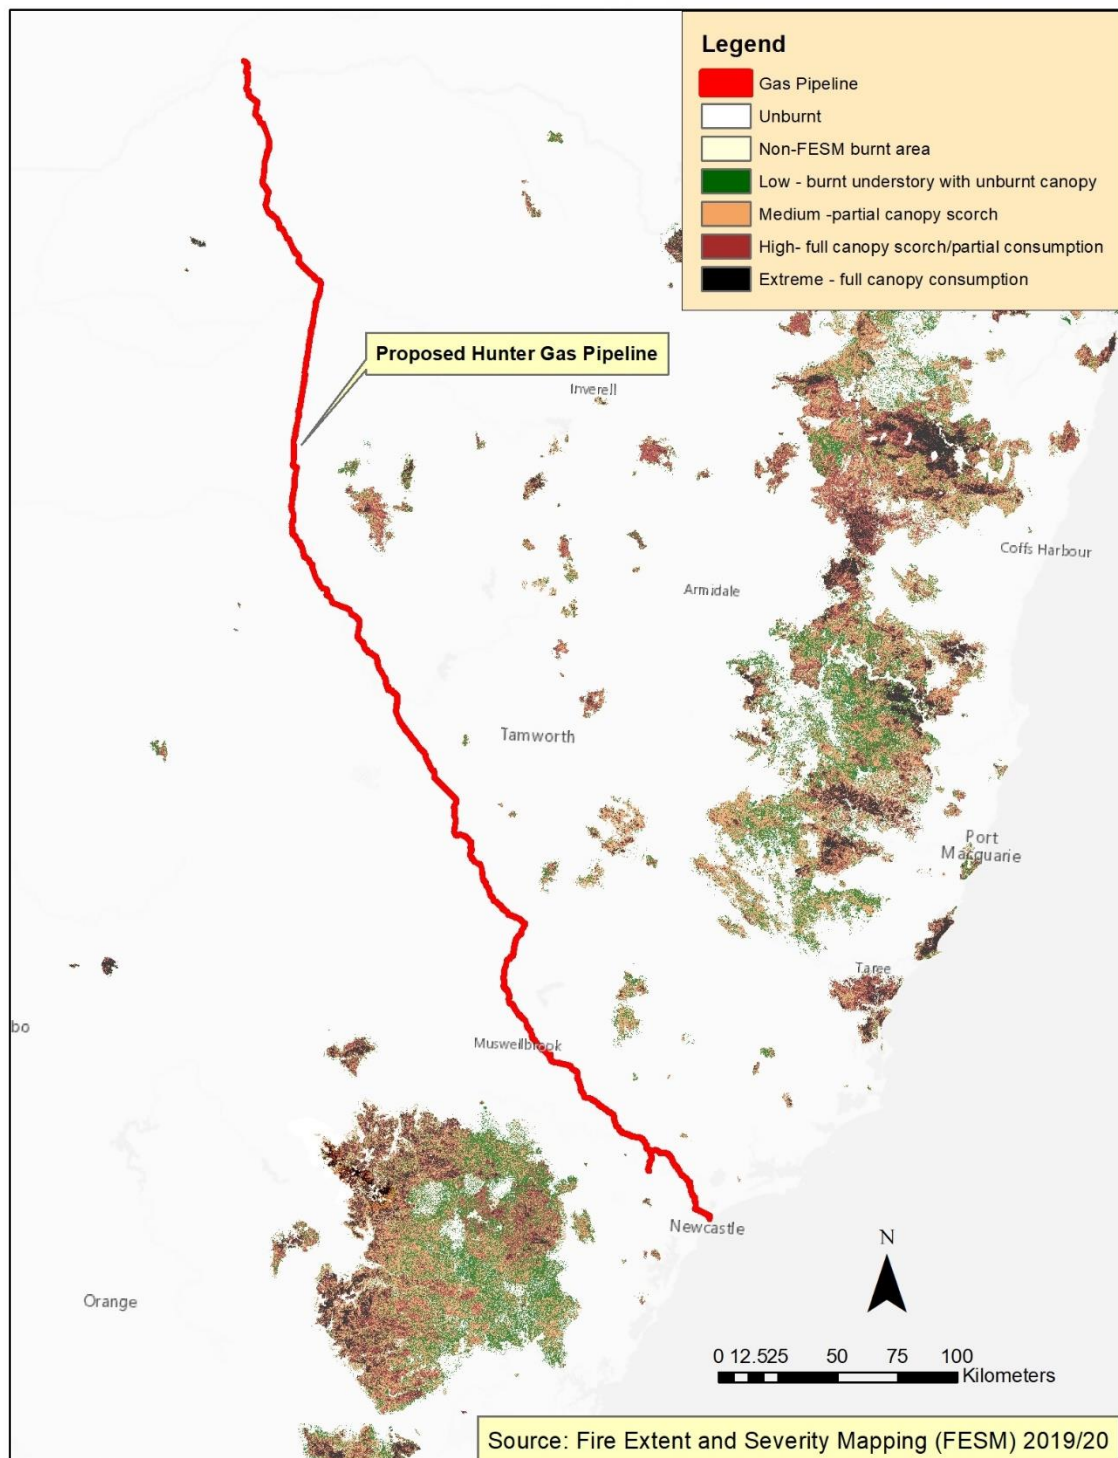 Legend
Gas Pipeline
Unburnt
Non-FESM burnt area
Low - burnt understory with unburnt canopy
Medium -partial canopy scorch
High- full canopy scorch/partial consumption
Extreme - full canopy consumption
Proposed Hunter Gas Pipeline
Inverell
Coffs Harbour
Armidale
Tamworth
Port
Macquarie
Taree
bo
Muswellbrook
Newcastle
Orange
N
0 12.525 50 75 100
Kilometers
Source: Fire Extent and Severity Mapping (FESM) 2019/20